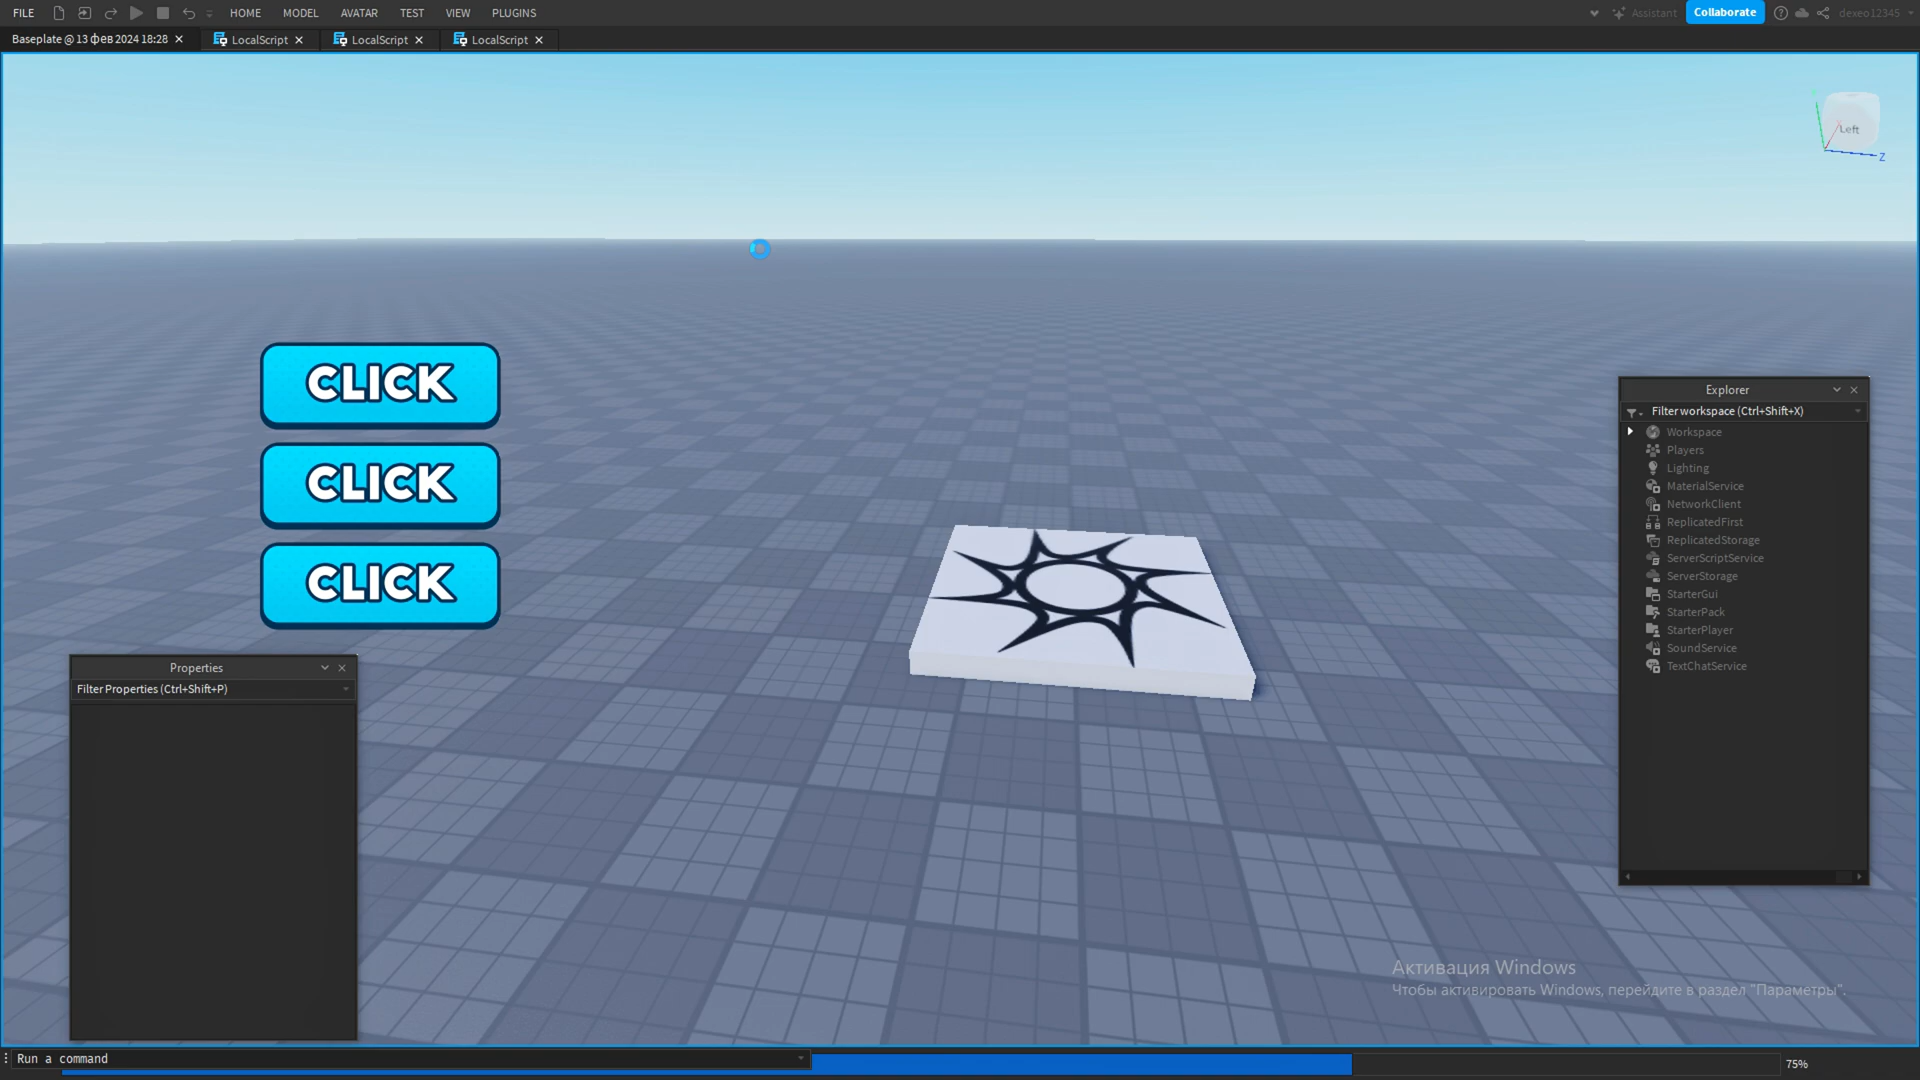 FILE HOME MODEL AVATAR TEST VIEW PLUGINS Assistant Collaborate dexeo12345
Baseplate @ 13 фев 2024 18:28 LocalScript LocalScript LocalScript
Left
Z
CLICK
CLICK
CLICK
Explorer
Filter workspace (Ctrl+Shift+X)
Workspace
Players
Lighting
MaterialService
NetworkClient
ReplicatedFirst
ReplicatedStorage
ServerScriptService
ServerStorage
StarterGui
StarterPack
StarterPlayer
SoundService
TextChatService
Properties
Filter Properties (Ctrl+Shift+P)
Активация Windows
Чтобы активировать Windows, перейдите в раздел "Параметры".
Run a command
75%